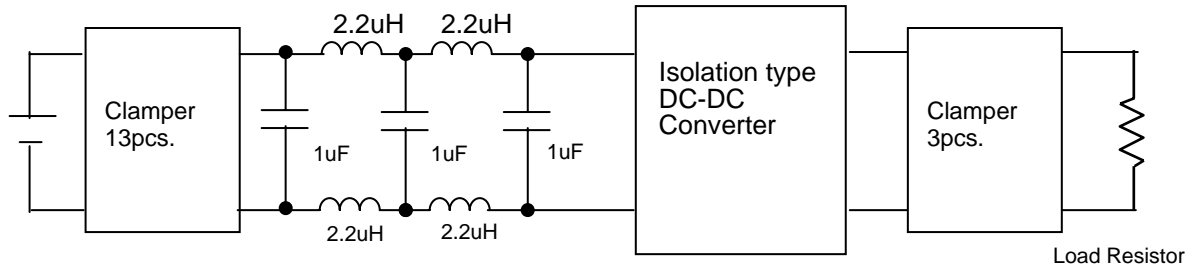 2.2uH
2.2uH
Clamper
13pcs.
1uF
1uF
1uF
2.2uH
2.2uH
Isolation type
DC-DC
Converter
Clamper
3pcs.
Load Resistor